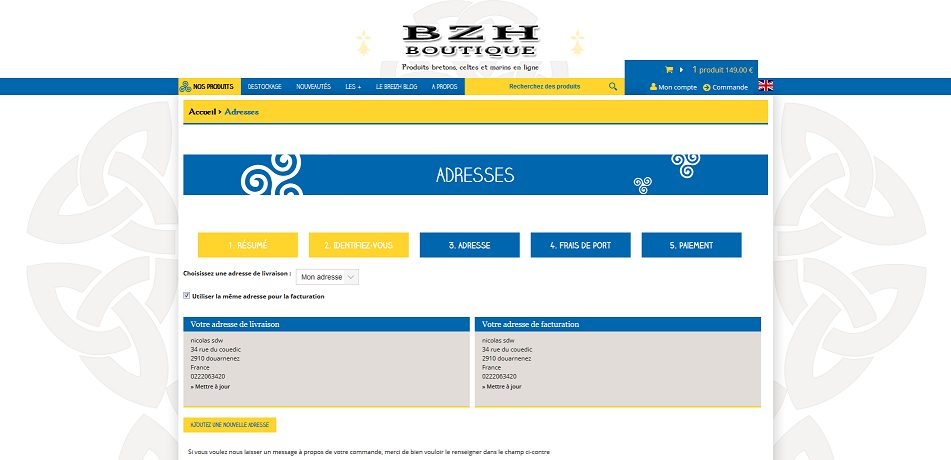 BZH
BOUTIQUE
Produits bretons, celtes et marins en ligne
1 produit 149,00 €
NOS PRODUITS DESTOCKAGE NOUVEAUTÉS LES + LE BREIZH BLOG A PROPOS Recherchez des produits Mon compte Commande
Accueil Adresses
ADRESSES
1. RÉSUMÉ 2. IDENTIFIEZ-VOUS 3. ADRESSE 4. FRAIS DE PORT 5. PAIEMENT
Choisissez une adresse de livraison : Mon adresse
Utiliser la même adresse pour la facturation
Votre adresse de livraison
nicolas sdw
34 rue du couedic
2910 douarnenez
France
0222063420
» Mettre à jour
Votre adresse de facturation
nicolas sdw
34 rue du couedic
2910 douarnenez
France
0222063420
» Mettre à jour
AJOUTEZ UNE NOUVELLE ADRESSE
Si vous voulez nous laisser un message à propos de votre commande, merci de bien vouloir le renseigner dans le champ ci-contre